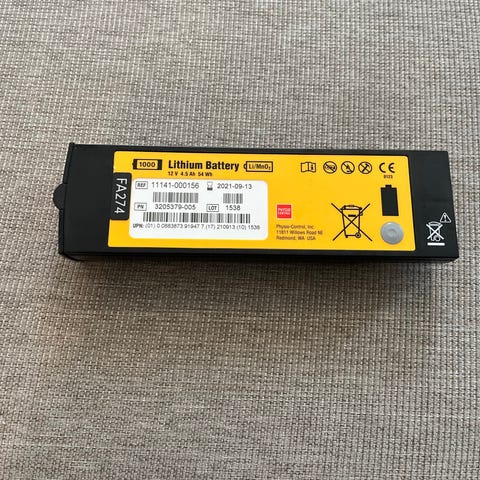 1000 Lithium Battery Li/MnO₂
12 V 4.5 Ah 54 Wh
REF 11141-000156 2021-09-13
PN 3205379-005 LOT 1538
UPN: (01) 0 0883873 91947 7 (17) 210913 (10) 1538
FA274
PHYSIO CONTROL
Physio-Control, Inc.
11811 Willows Road NE
Redmond, WA USA
0123